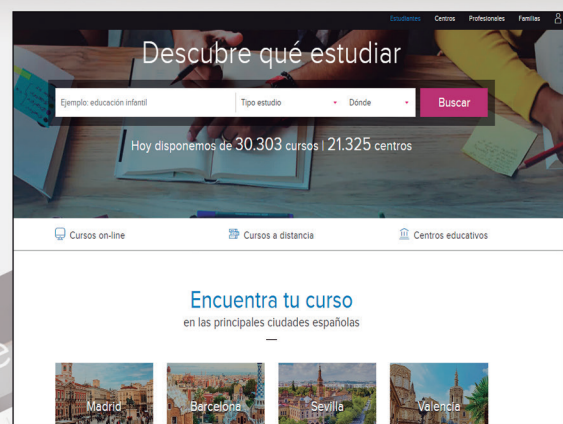 Estudiantes Centros Profesionales Familias
Descubre qué estudiar
Ejemplo: educación infantil Tipo estudio Dónde Buscar
Hoy disponemos de 30.303 cursos | 21.325 centros
Cursos on-line Cursos a distancia Centros educativos
Encuentra tu curso
en las principales ciudades españolas
Madrid Barcelona Sevilla Valencia